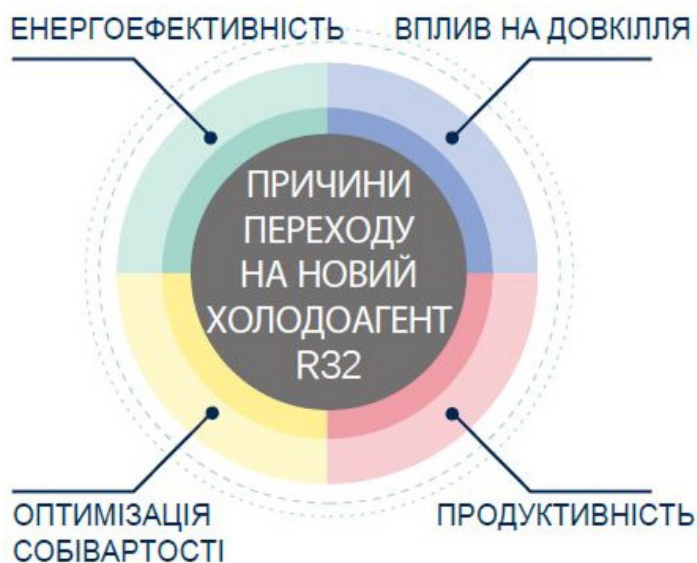 ЕНЕРГОЕФЕКТИВНІСТЬ
ВПЛИВ НА ДОВКІЛЛЯ
ПРИЧИНИ
ПЕРЕХОДУ
НА НОВИЙ
ХОЛОДОАГЕНТ
R32
ОПТИМІЗАЦІЯ
СОБІВАРТОСТІ
ПРОДУКТИВНІСТЬ